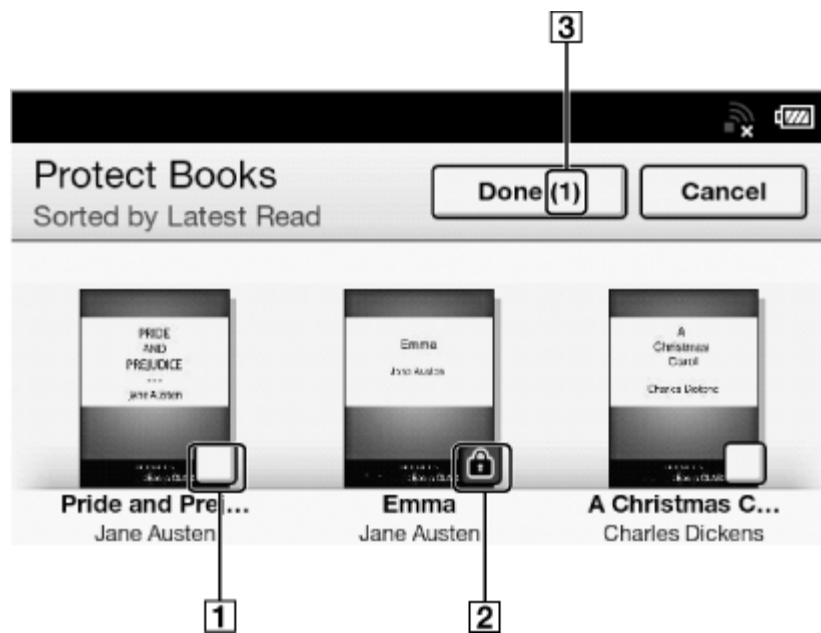 3
Protect Books
Sorted by Latest Read
Done (1)
Cancel
PRIDE
AND
PREJUDICE
Jane Austen
Emma
Jane Austen
A
Christmas
Carol
Charles Dickens
Pride and Prej...
Jane Austen
Emma
Jane Austen
A Christmas C...
Charles Dickens
1
2